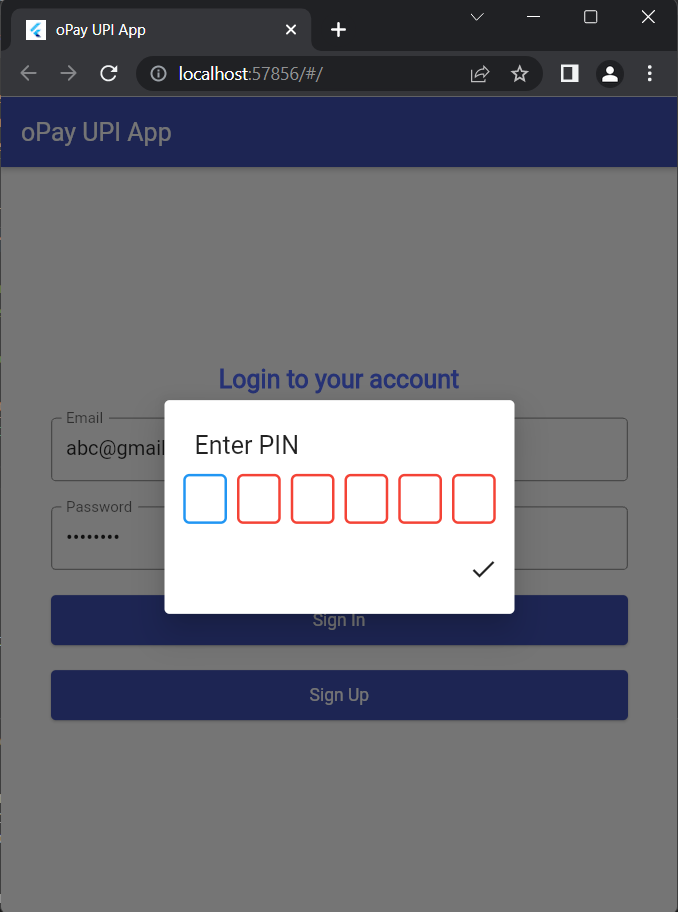 oPay UPI App
localhost:57856/#/
oPay UPI App
Login to your account
Email
abc@gmail
Password
Enter PIN
Sign In
Sign Up